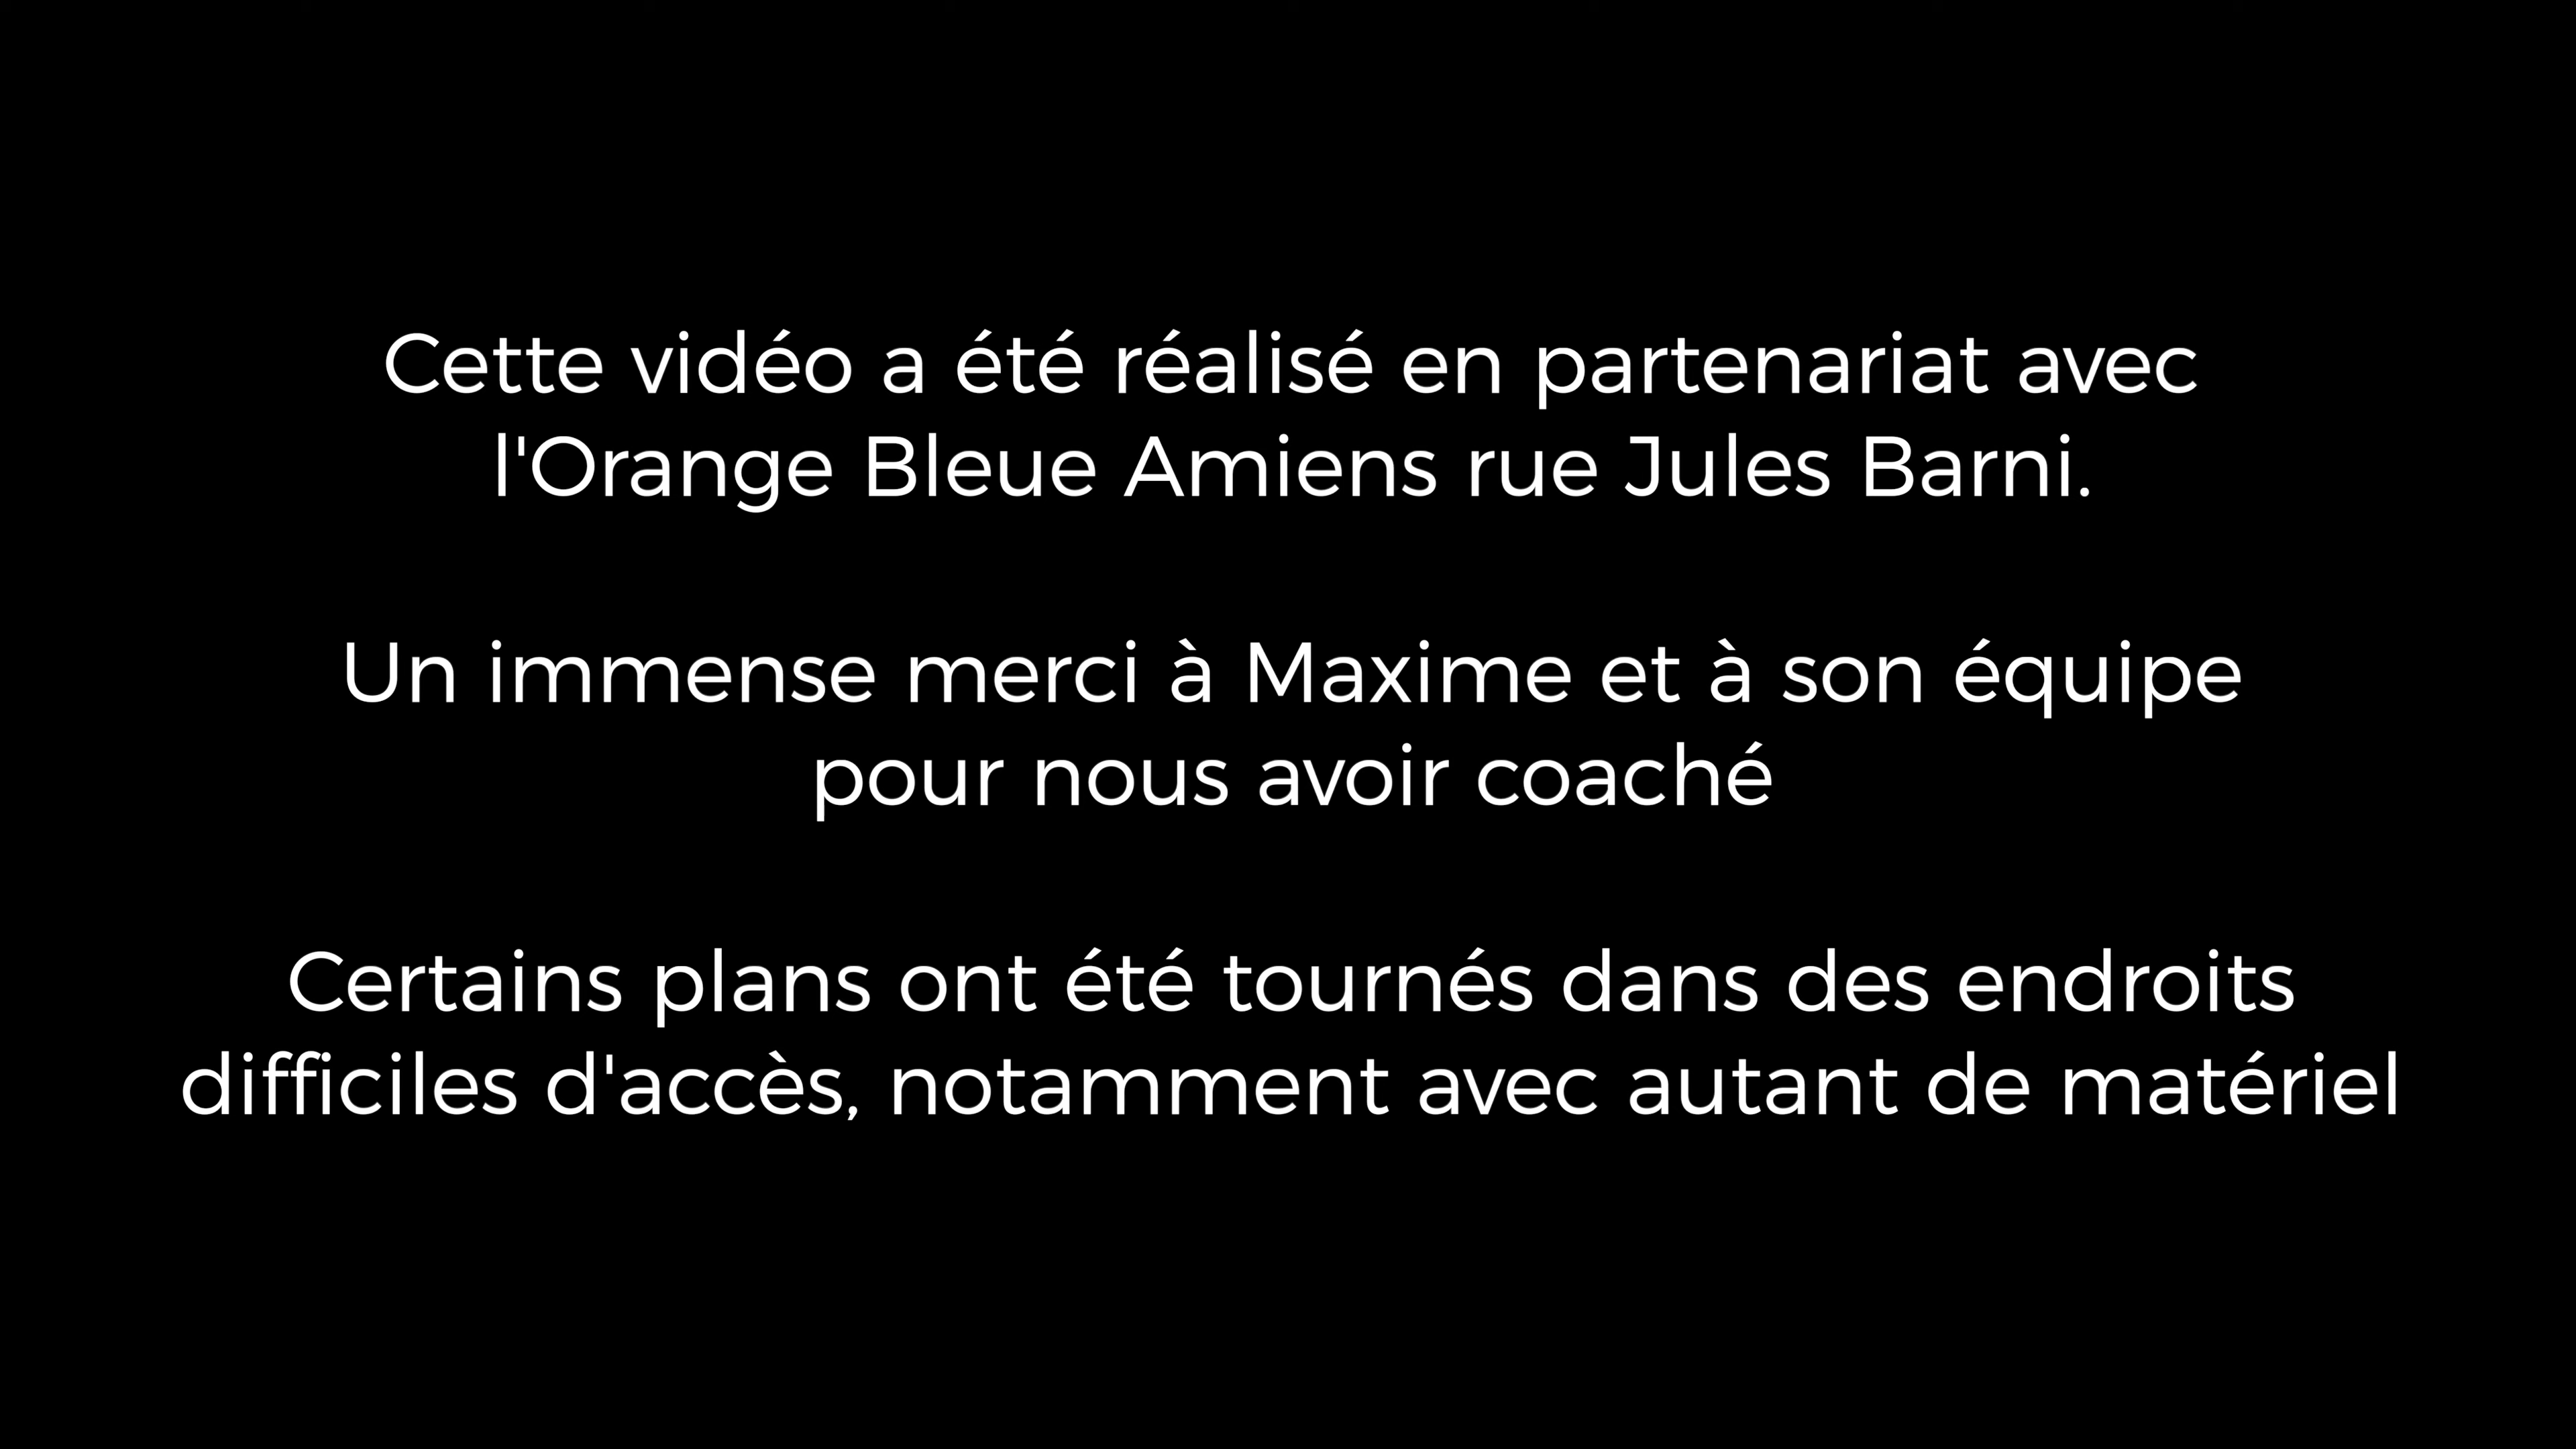 Cette vidéo a été réalisé en partenariat avec
l'Orange Bleue Amiens rue Jules Barni.
Un immense merci à Maxime et à son équipe
pour nous avoir coaché
Certains plans ont été tournés dans des endroits
difficiles d'accès, notamment avec autant de matériel